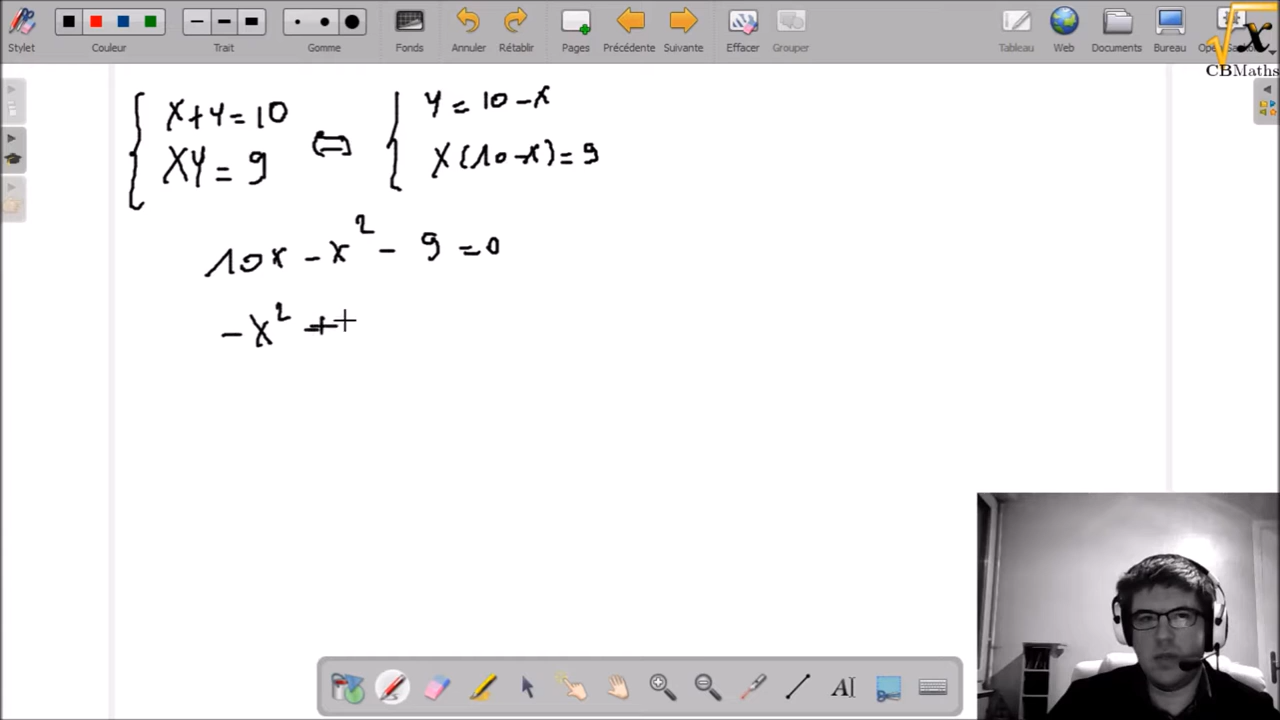 Stylet Couleur Trait Gomme Fonds Annuler Rétablir Pages Précédente Suivante Effacer Grouper Tableau Web Documents Bureau
√x
CBMaths
x+y=10 ⇔ y=10-x
xy=9 x(10-x)=9
10x-x²-9=0
-x²+
AI